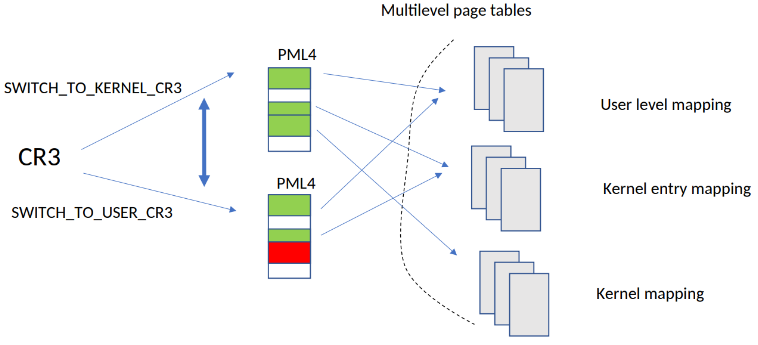 Multilevel page tables
PML4
SWITCH_TO_KERNEL_CR3
User level mapping
CR3
PML4
Kernel entry mapping
SWITCH_TO_USER_CR3
Kernel mapping